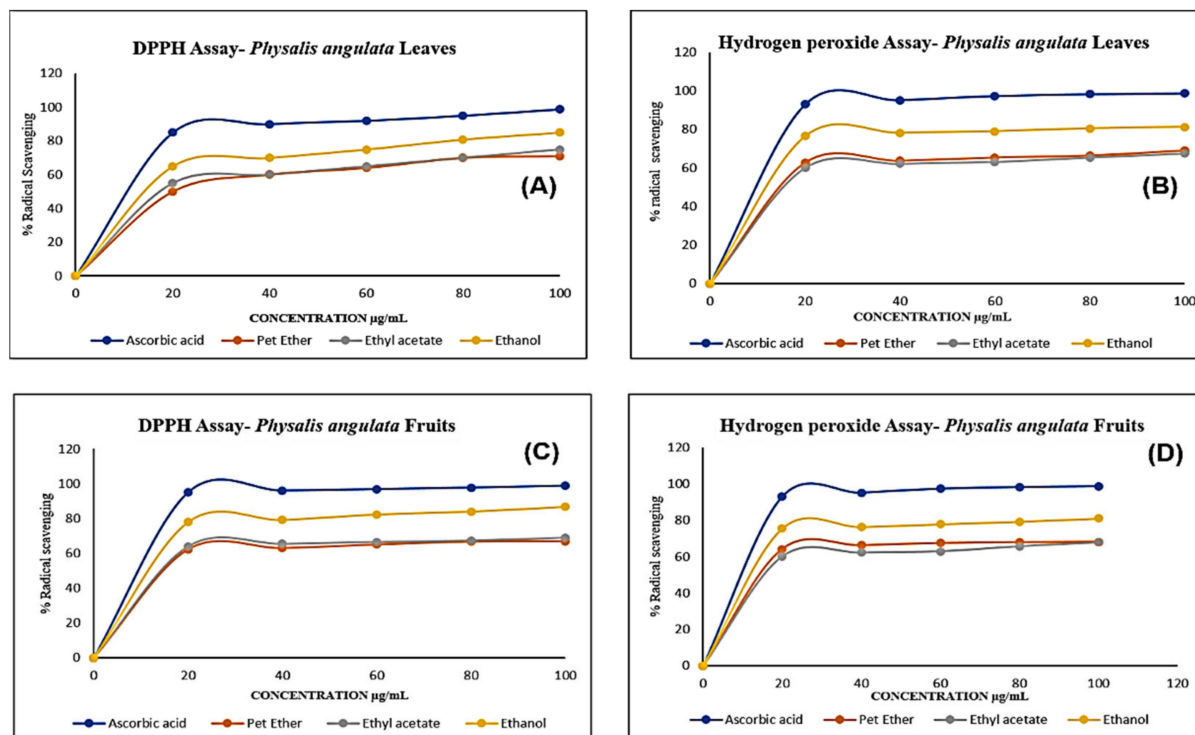 DPPH Assay- Physalis angulata Leaves
120
100
80
60
40
20
0
% Radical Scavenging
(A)
0 20 40 60 80 100
CONCENTRATION µg/mL
Ascorbic acid Pet Ether Ethyl acetate Ethanol
Hydrogen peroxide Assay- Physalis angulata Leaves
120
100
80
60
40
20
0
% radical scavenging
(B)
0 20 40 60 80 100
CONCENTRATION µg/mL
Ascorbic acid Pet Ether Ethyl acetate Ethanol
DPPH Assay- Physalis angulata Fruits
120
100
80
60
40
20
0
% Radical scavenging
(C)
0 20 40 60 80 100
CONCENTRATION µg/mL
Ascorbic acid Pet Ether Ethyl acetate Ethanol
Hydrogen peroxide Assay- Physalis angulata Fruits
120
100
80
60
40
20
0
% Radical scavenging
(D)
0 20 40 60 80 100 120
CONCENTRATION µg/mL
Ascorbic acid Pet Ether Ethyl acetate Ethanol